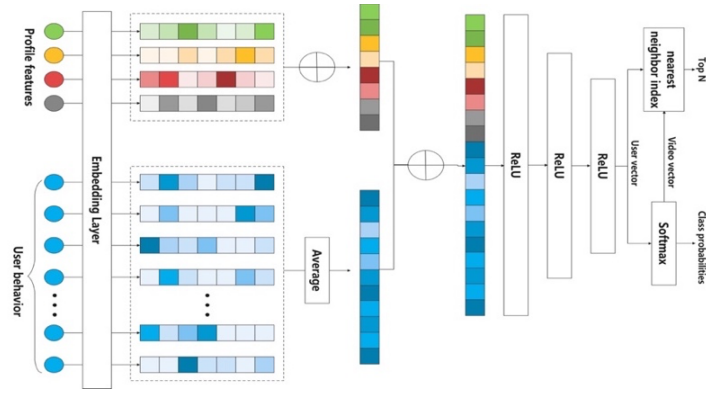 Profile features
User behavior
Embedding Layer
Average
ReLU
ReLU
ReLU
User vector
Video vector
nearest
neighbor index
Softmax
Top N
Class probabilities